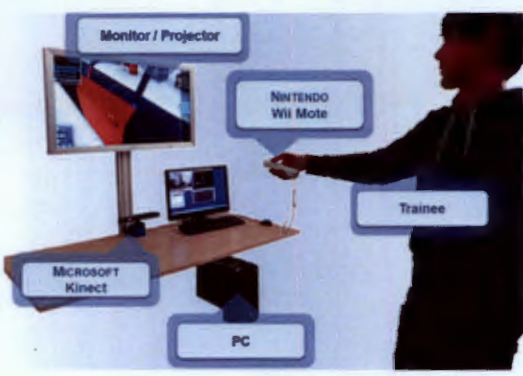 Monitor / Projector
NINTENDO
Wii Mote
Trainee
MICROSOFT
Kinect
PC